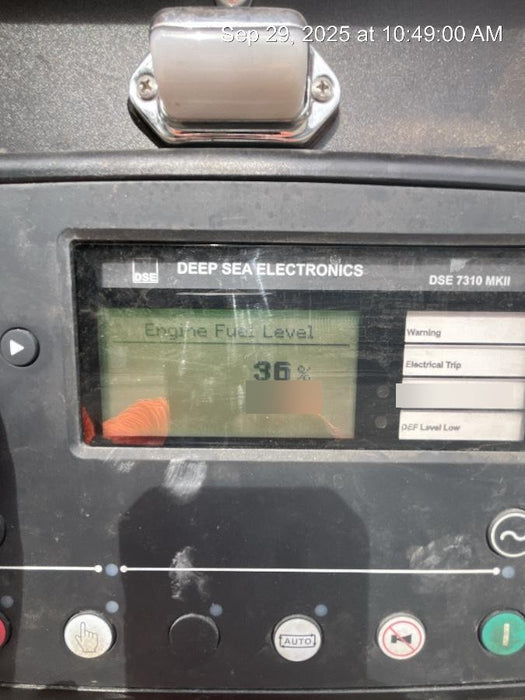 Sep 29, 2025 at 10:49:00 AM
DSE
DEEP SEA ELECTRONICS
DSE 7310 MKII
Engine Fuel Level
36 %
Warning
Electrical Trip
DEF Level Low
AUTO